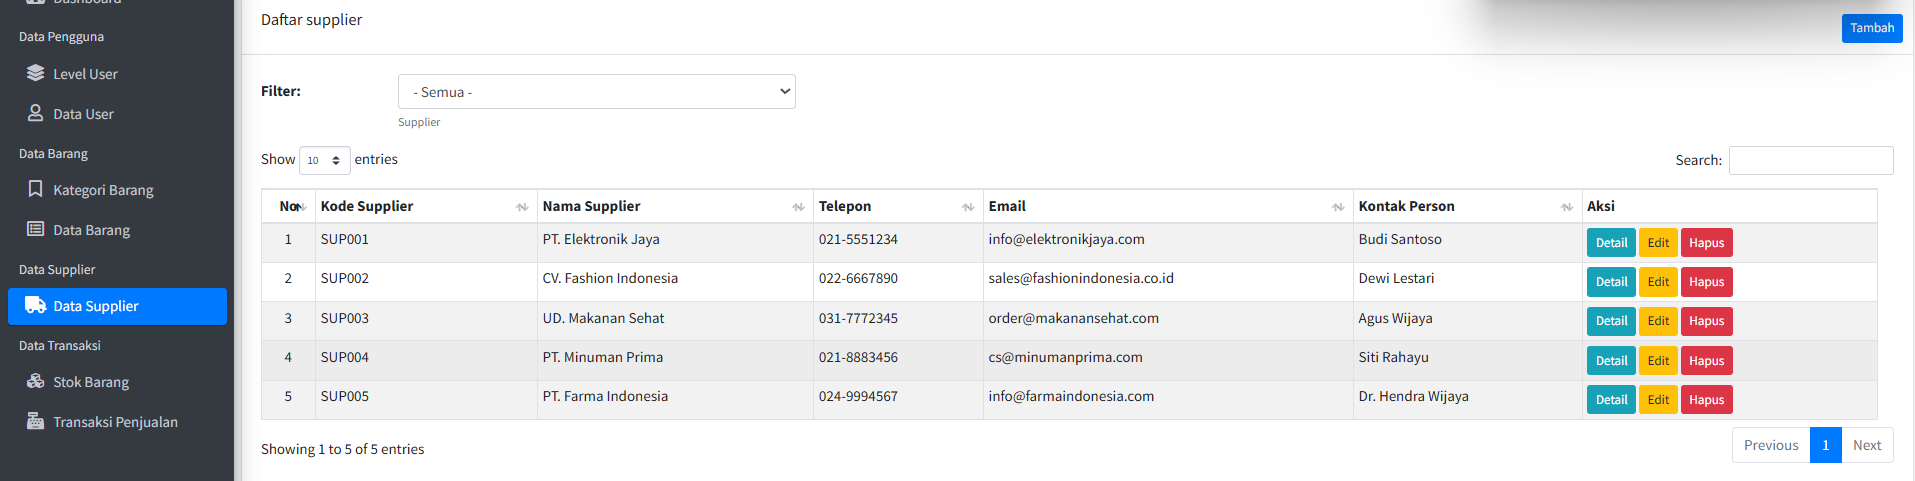 Dashboard
Data Pengguna
Level User
Data User
Data Barang
Kategori Barang
Data Barang
Data Supplier
Data Supplier
Data Transaksi
Stok Barang
Transaksi Penjualan
Daftar supplier
Tambah
Filter:
- Semua -
Supplier
Show 10 entries
Search:
No Kode Supplier Nama Supplier Telepon Email Kontak Person Aksi
1 SUP001 PT. Elektronik Jaya 021-5551234 info@elektronikjaya.com Budi Santoso Detail Edit Hapus
2 SUP002 CV. Fashion Indonesia 022-6667890 sales@fashionindonesia.co.id Dewi Lestari Detail Edit Hapus
3 SUP003 UD. Makanan Sehat 031-7772345 order@makanansehat.com Agus Wijaya Detail Edit Hapus
4 SUP004 PT. Minuman Prima 021-8883456 cs@minumanprima.com Siti Rahayu Detail Edit Hapus
5 SUP005 PT. Farma Indonesia 024-9994567 info@farmaindonesia.com Dr. Hendra Wijaya Detail Edit Hapus
Showing 1 to 5 of 5 entries
Previous 1 Next